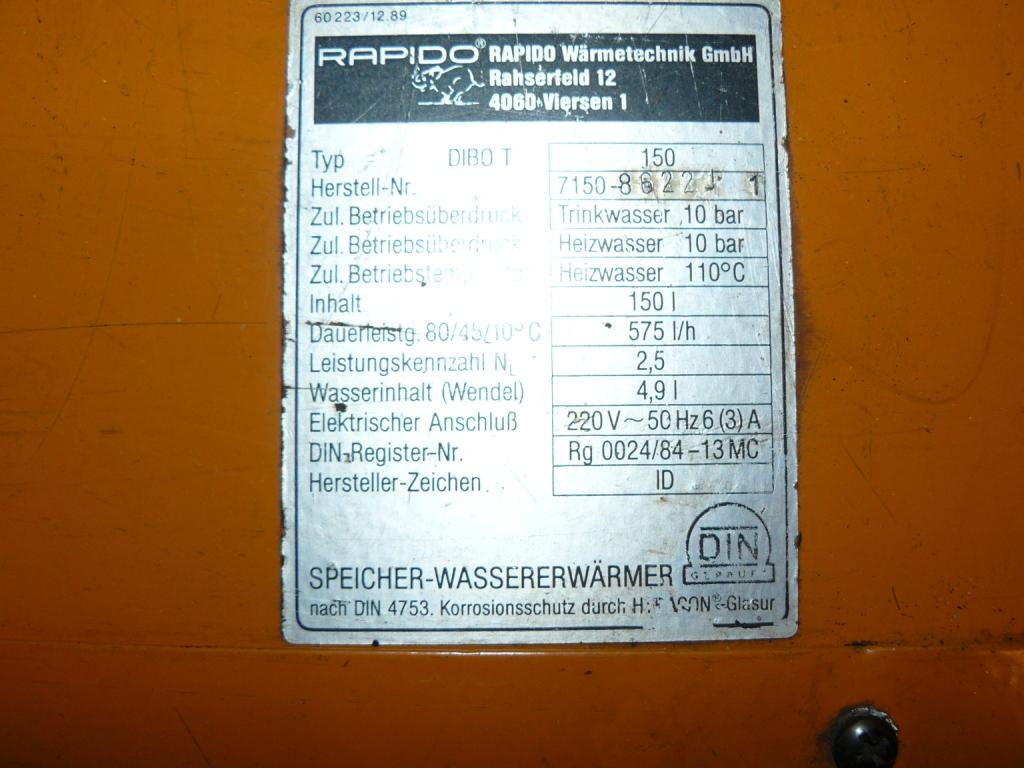 60223/12.89
RAPIDO® RAPIDO Wärmetechnik GmbH
Rahserfeld 12
4060 Viersen 1
Typ DIBO T 150
Herstell-Nr. 1
Zul. Betriebsüberdruck Trinkwasser 10 bar
Zul. Betriebsüberdruck Heizwasser 10 bar
Zul. Heizwasser 110°C
Inhalt 150 l
Dauerleistg. 80/45/10°C 575 l/h
Leistungskennzahl NL 2,5
Wasserinhalt (Wendel) 4,9 l
Elektrischer Anschluß 220 V~50 Hz 6 (3) A
DIN-Register-Nr. Rg 0024/84-13 MC
Hersteller-Zeichen ID
DIN
SPEICHER-WASSERERWÄRMER
nach DIN 4753. Korrosionsschutz durch